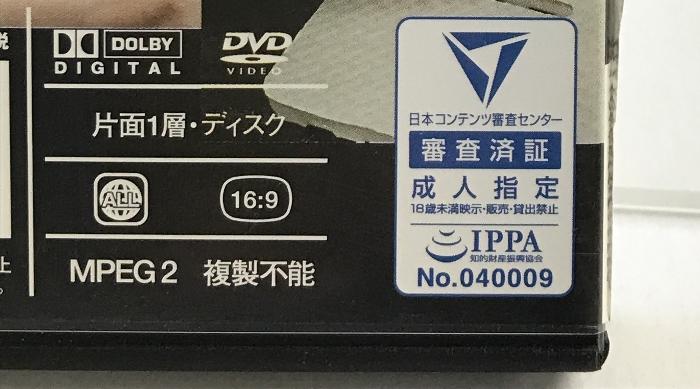 税
DOLBY
DIGITAL
DVD
VIDEO
片面1層・ディスク
ALL
16:9
MPEG 2 複製不能
上
。
日本コンテンツ審査センター
審査済証
成人指定
18歳未満映示・販売・貸出禁止
IPPA
知的財産振興協会
No.040009